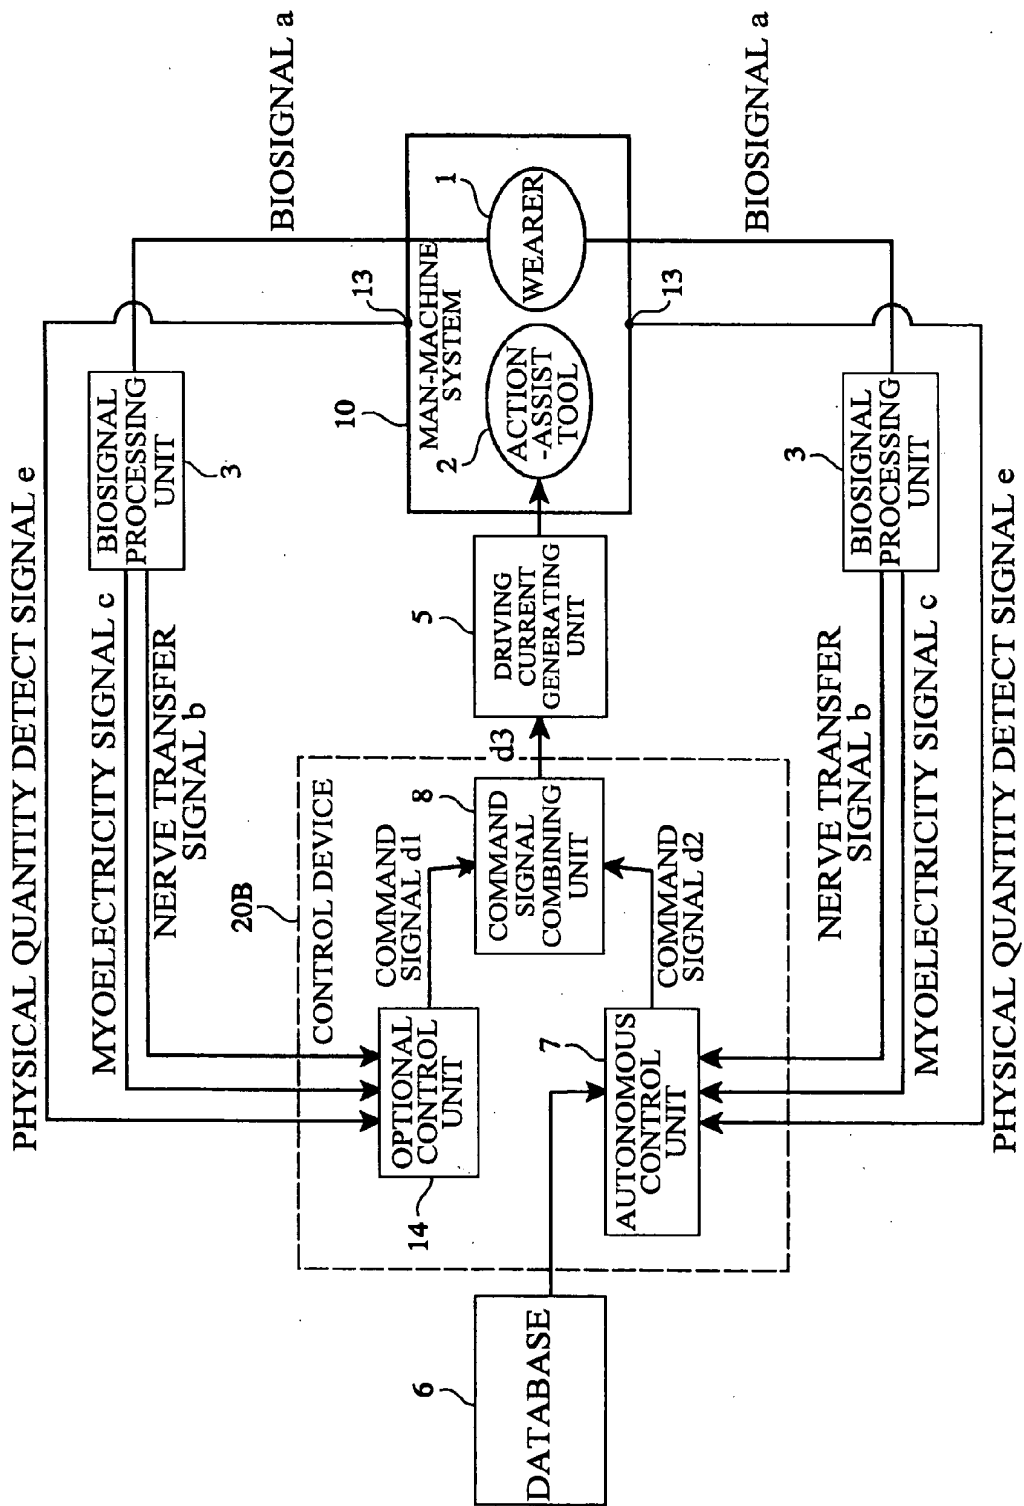 PHYSICAL QUANTITY DETECT SIGNAL e
MYOELECTRICITY SIGNAL c
NERVE TRANSFER
SIGNAL b
BIOSIGNAL
PROCESSING
UNIT
3
BIOSIGNAL a
20B
CONTROL DEVICE
14
OPTIONAL
CONTROL
UNIT
COMMAND
SIGNAL d1
6
DATABASE
8
COMMAND
SIGNAL
COMBINING
UNIT
d3
5
DRIVING
CURRENT
GENERATING
UNIT
10
13
MAN-MACHINE
SYSTEM
2
ACTION
-ASSIST
TOOL
1
WEARER
13
7
AUTONOMOUS
CONTROL
UNIT
COMMAND
SIGNAL d2
3
BIOSIGNAL
PROCESSING
UNIT
BIOSIGNAL a
NERVE TRANSFER
SIGNAL b
MYOELECTRICITY SIGNAL c
PHYSICAL QUANTITY DETECT SIGNAL e